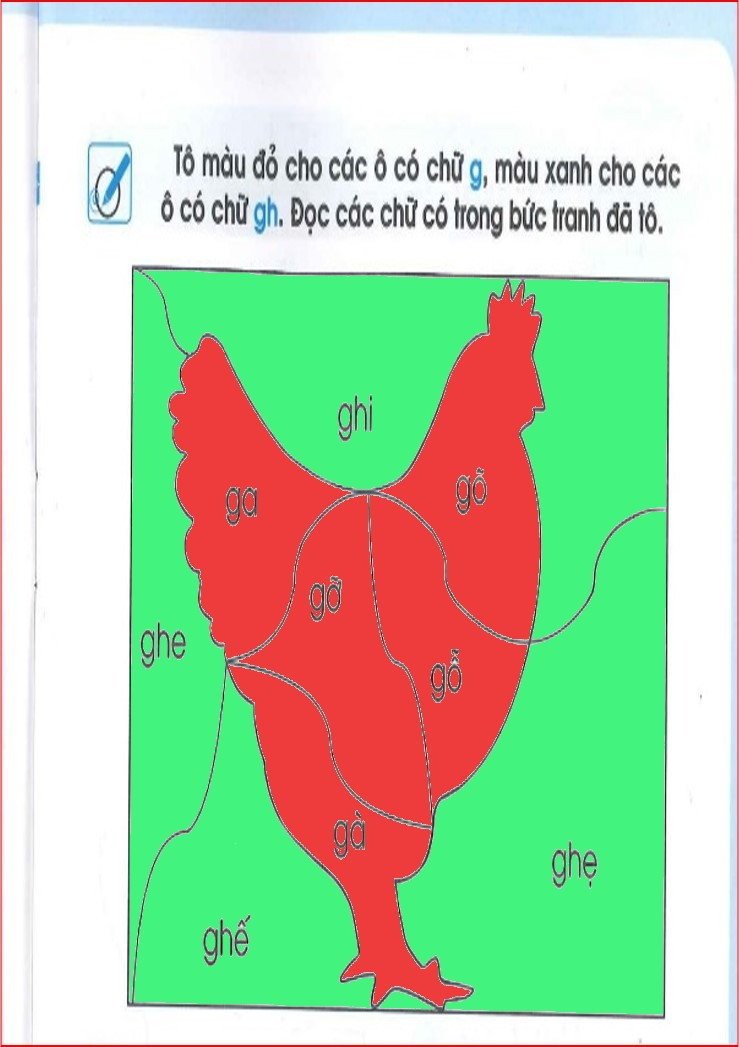 Tô màu đỏ cho các ô có chữ g, màu xanh cho các
ô có chữ gh. Đọc các chữ có trong bức tranh đã tô.
ghi
ga
gõ
gỡ
ghe
gỗ
gà
ghẹ
ghế